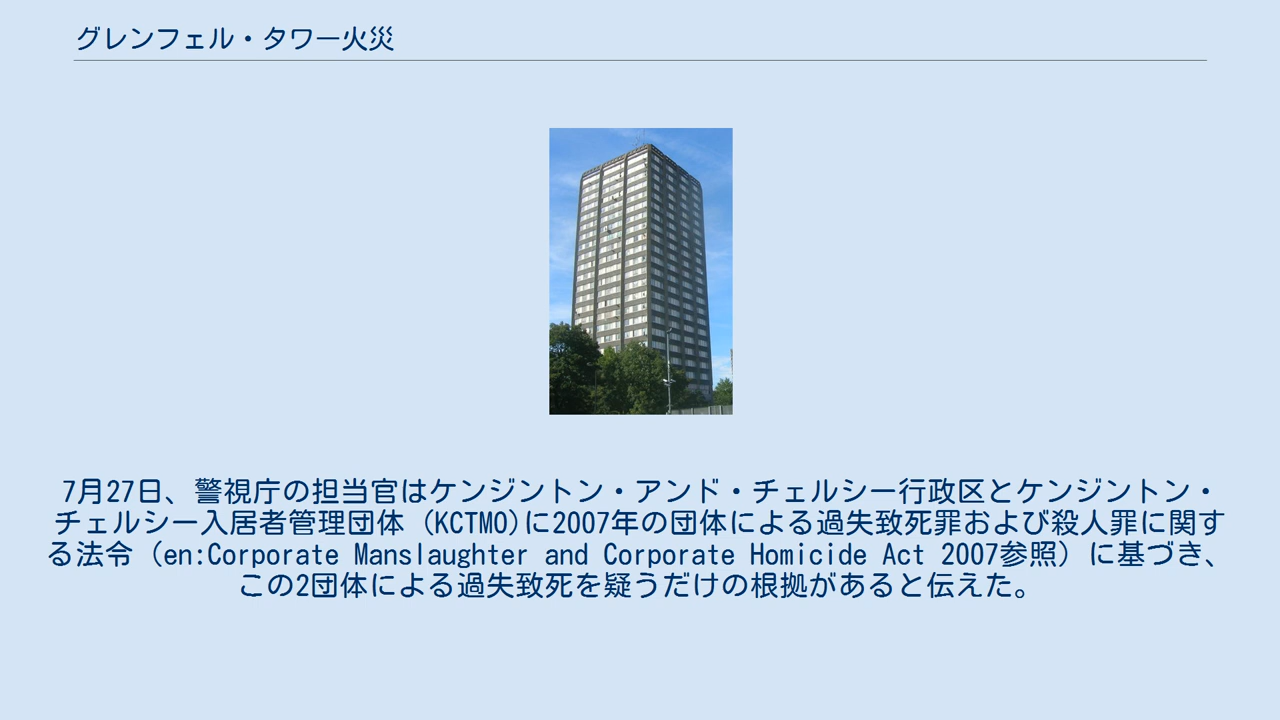 グレンフェル・タワー火災
7月27日、警視庁の担当官はケンジントン・アンド・チェルシー行政区とケンジントン・
チェルシー入居者管理団体 (KCTMO)に2007年の団体による過失致死罪および殺人罪に関す
る法令（en:Corporate Manslaughter and Corporate Homicide Act 2007参照）に基づき、
この2団体による過失致死を疑うだけの根拠があると伝えた。